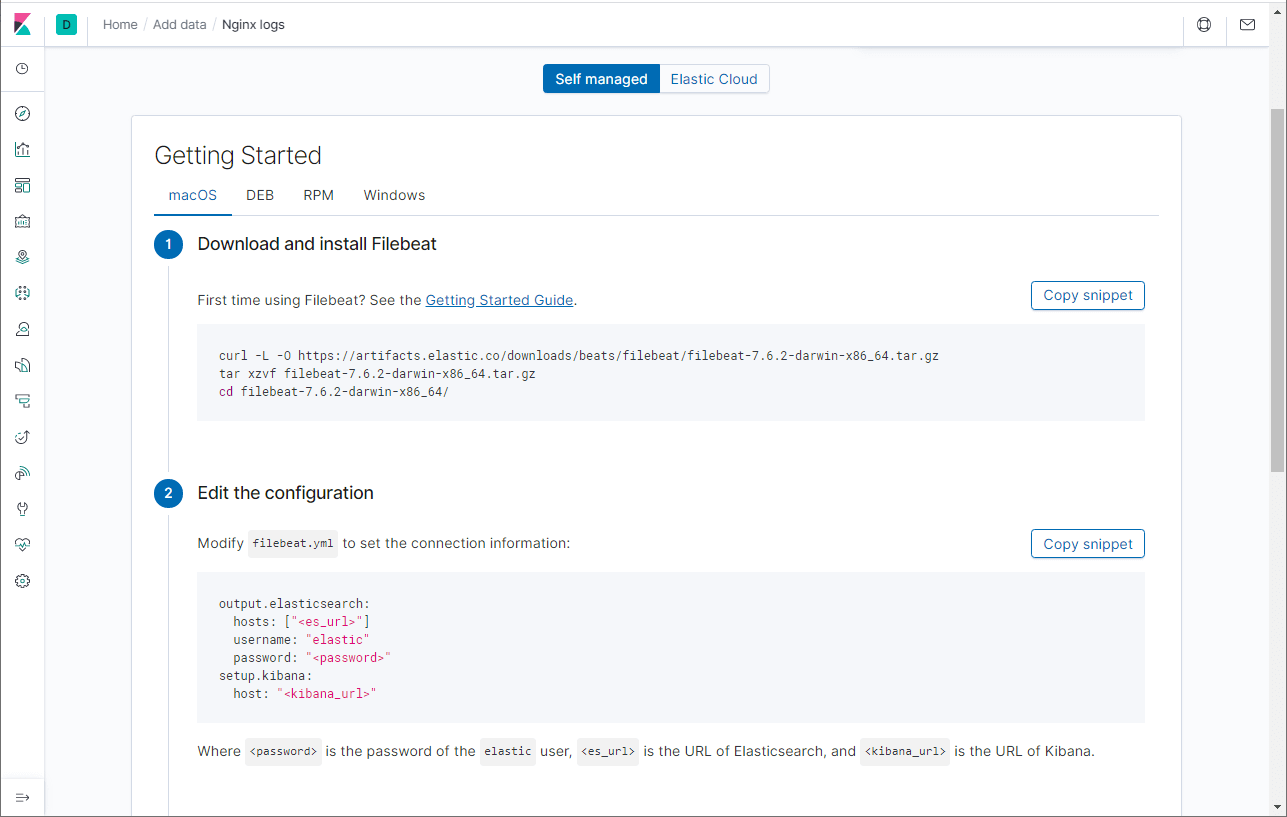 D Home / Add data / Nginx logs
Self managed Elastic Cloud
Getting Started
macOS DEB RPM Windows
1 Download and install Filebeat
First time using Filebeat? See the Getting Started Guide.
Copy snippet
curl -L -O https://artifacts.elastic.co/downloads/beats/filebeat/filebeat-7.6.2-darwin-x86_64.tar.gz
tar xzvf filebeat-7.6.2-darwin-x86_64.tar.gz
cd filebeat-7.6.2-darwin-x86_64/
2 Edit the configuration
Modify filebeat.yml to set the connection information:
Copy snippet
output.elasticsearch:
  hosts: ["<es_url>"]
  username: "elastic"
  password: "<password>"
setup.kibana:
  host: "<kibana_url>"
Where <password> is the password of the elastic user, <es_url> is the URL of Elasticsearch, and <kibana_url> is the URL of Kibana.